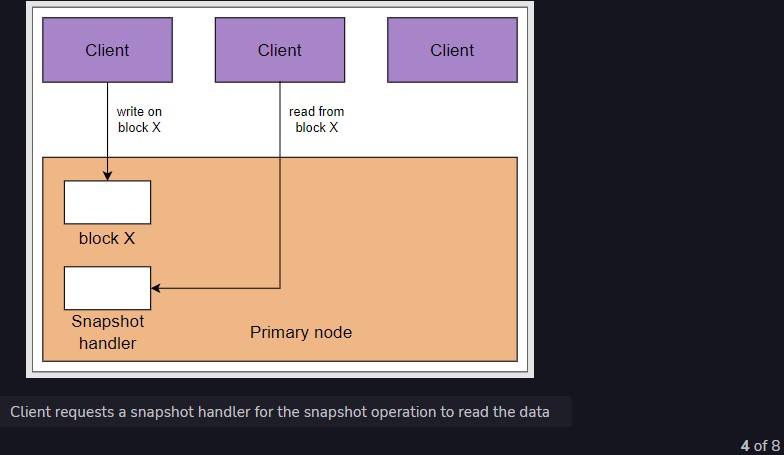 Client
Client
Client
write on
block X
read from
block X
block X
Snapshot
handler
Primary node
Client requests a snapshot handler for the snapshot operation to read the data
4 of 8